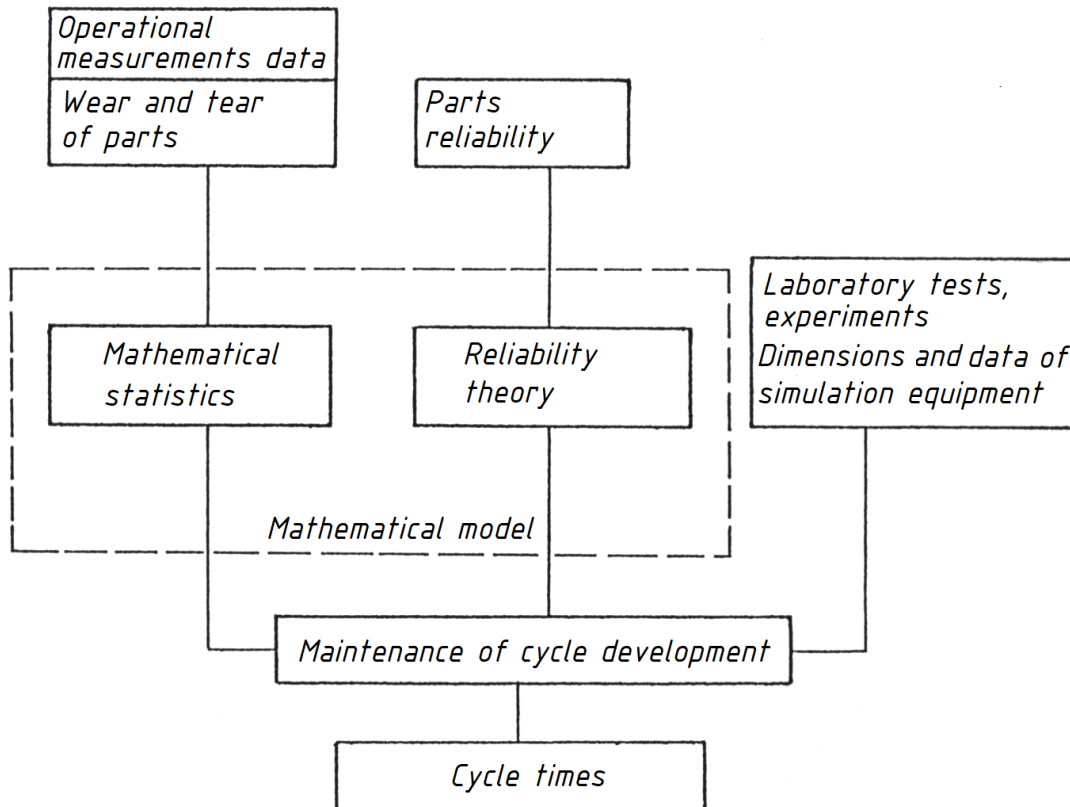 Operational
measurements data
Wear and tear
of parts
Parts
reliability
Laboratory tests,
experiments
Dimensions and data of
simulation equipment
Mathematical
statistics
Reliability
theory
Mathematical model
Maintenance of cycle development
Cycle times